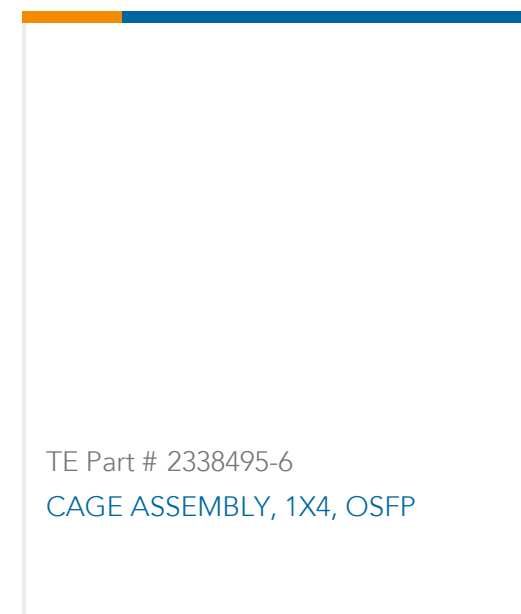 TE Part # 2338495-6
CAGE ASSEMBLY, 1X4, OSFP